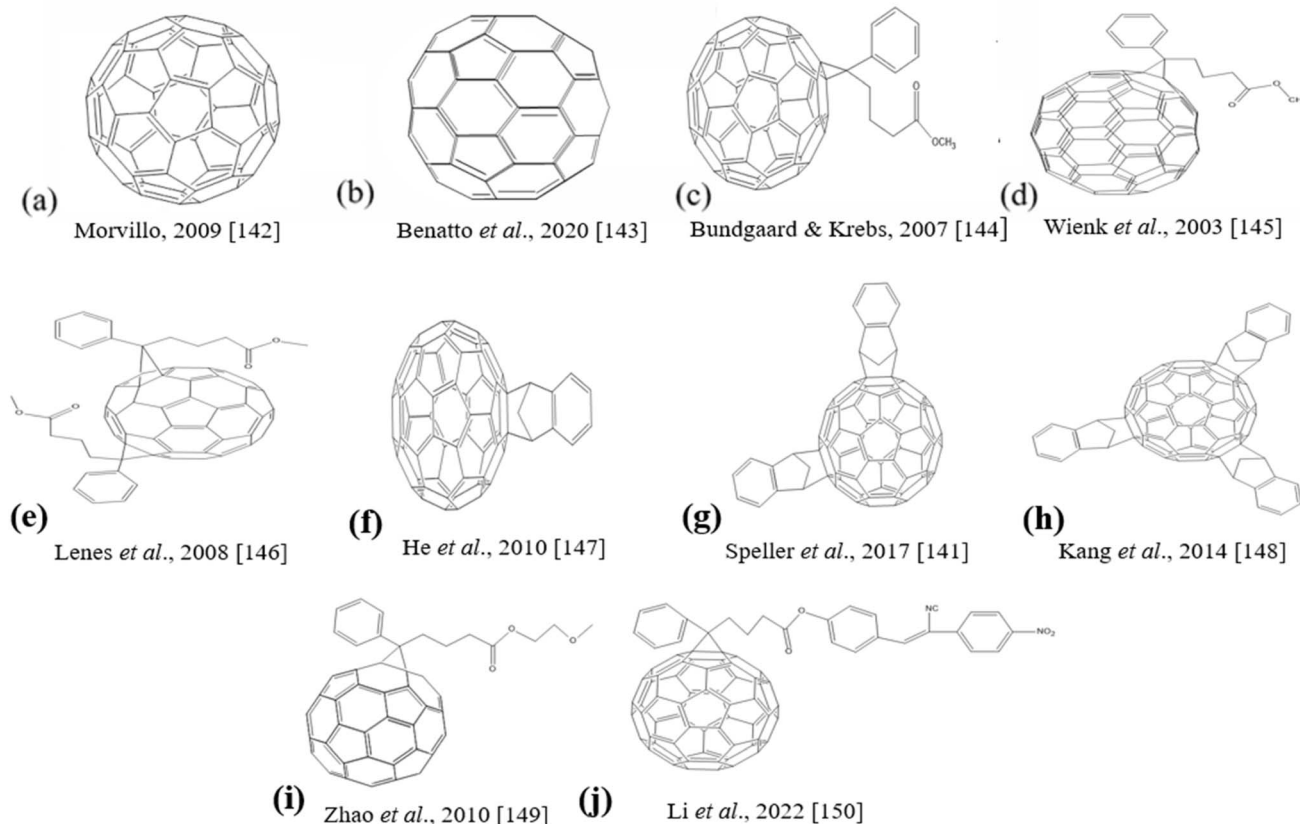 O
OCH3
O
O
CH
(a)
(b)
(c)
(d)
Morvillo, 2009 [142]
Benatto et al., 2020 [143]
Bundgaard & Krebs, 2007 [144]
Wienk et al., 2003 [145]
O
O
O
O
(e)
(f)
(g)
(h)
Lenes et al., 2008 [146]
He et al., 2010 [147]
Speller et al., 2017 [141]
Kang et al., 2014 [148]
O
O
O
O
O
NC
NO2
(i)
(j)
Zhao et al., 2010 [149]
Li et al., 2022 [150]